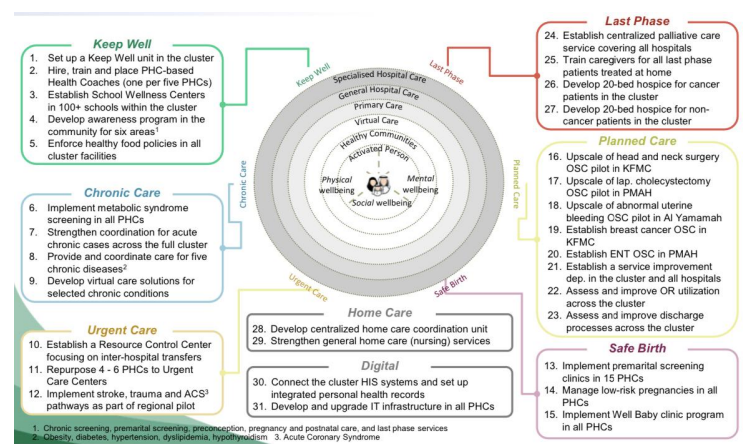 Keep Well
1. Set up a Keep Well unit in the cluster
2. Hire, train and place PHC-based
Health Coaches (one per five PHCs)
3. Establish School Wellness Centers
in 100+ schools within the cluster
4. Develop awareness program in the
community for six areas¹
5. Enforce healthy food policies in all
cluster facilities
Chronic Care
6. Implement metabolic syndrome
screening in all PHCs
7. Strengthen coordination for acute
chronic cases across the full cluster
8. Provide and coordinate care for five
chronic diseases²
9. Develop virtual care solutions for
selected chronic conditions
Urgent Care
10. Establish a Resource Control Center
focusing on inter-hospital transfers
11. Repurpose 4 - 6 PHCs to Urgent
Care Centers
12. Implement stroke, trauma and ACS³
pathways as part of regional pilot
Keep Well
Last Phase
Chronic Care
Planned Care
Urgent Care
Safe Birth
Specialised Hospital Care
General Hospital Care
Primary Care
Virtual Care
Healthy Communities
Activated Person
Physical wellbeing
Mental wellbeing
Social wellbeing
Home Care
28. Develop centralized home care coordination unit
29. Strengthen general home care (nursing) services
Digital
30. Connect the cluster HIS systems and set up
integrated personal health records
31. Develop and upgrade IT infrastructure in all PHCs
Last Phase
24. Establish centralized palliative care
service covering all hospitals
25. Train caregivers for all last phase
patients treated at home
26. Develop 20-bed hospice for cancer
patients in the cluster
27. Develop 20-bed hospice for non-
cancer patients in the cluster
Planned Care
16. Upscale of head and neck surgery
OSC pilot in KFMC
17. Upscale of lap. cholecystectomy
OSC pilot in PMAH
18. Upscale of abnormal uterine
bleeding OSC pilot in Al Yamamah
19. Establish breast cancer OSC in
KFMC
20. Establish ENT OSC in PMAH
21. Establish a service improvement
dep. in the cluster and all hospitals
22. Assess and improve OR utilization
across the cluster
23. Assess and improve discharge
processes across the cluster
Safe Birth
13. Implement premarital screening
clinics in 15 PHCs
14. Manage low-risk pregnancies in all
PHCs
15. Implement Well Baby clinic program
in all PHCs
1. Chronic screening, premarital screening, preconception, pregnancy and postnatal care, and last phase services
2. Obesity, diabetes, hypertension, dyslipidemia, hypothyroidism 3. Acute Coronary Syndrome